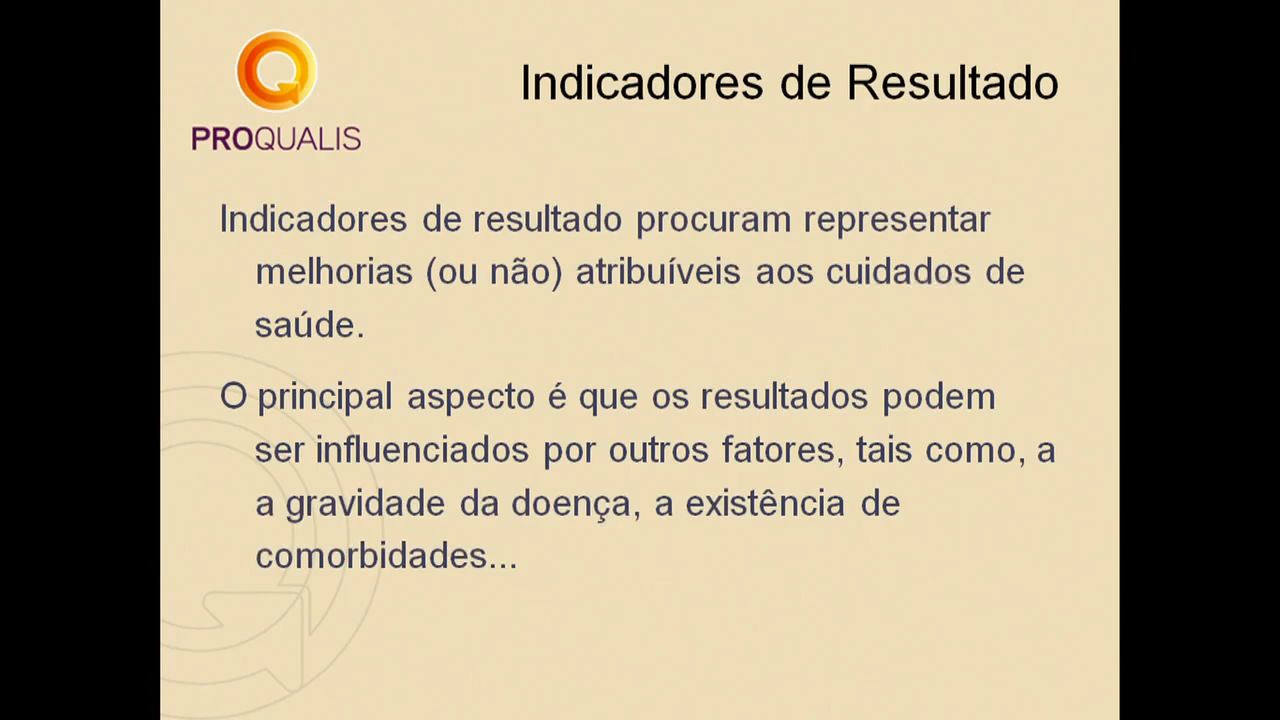 PROQUALIS
Indicadores de Resultado
Indicadores de resultado procuram representar
melhorias (ou não) atribuíveis aos cuidados de
saúde.
O principal aspecto é que os resultados podem
ser influenciados por outros fatores, tais como, a
a gravidade da doença, a existência de
comorbidades...